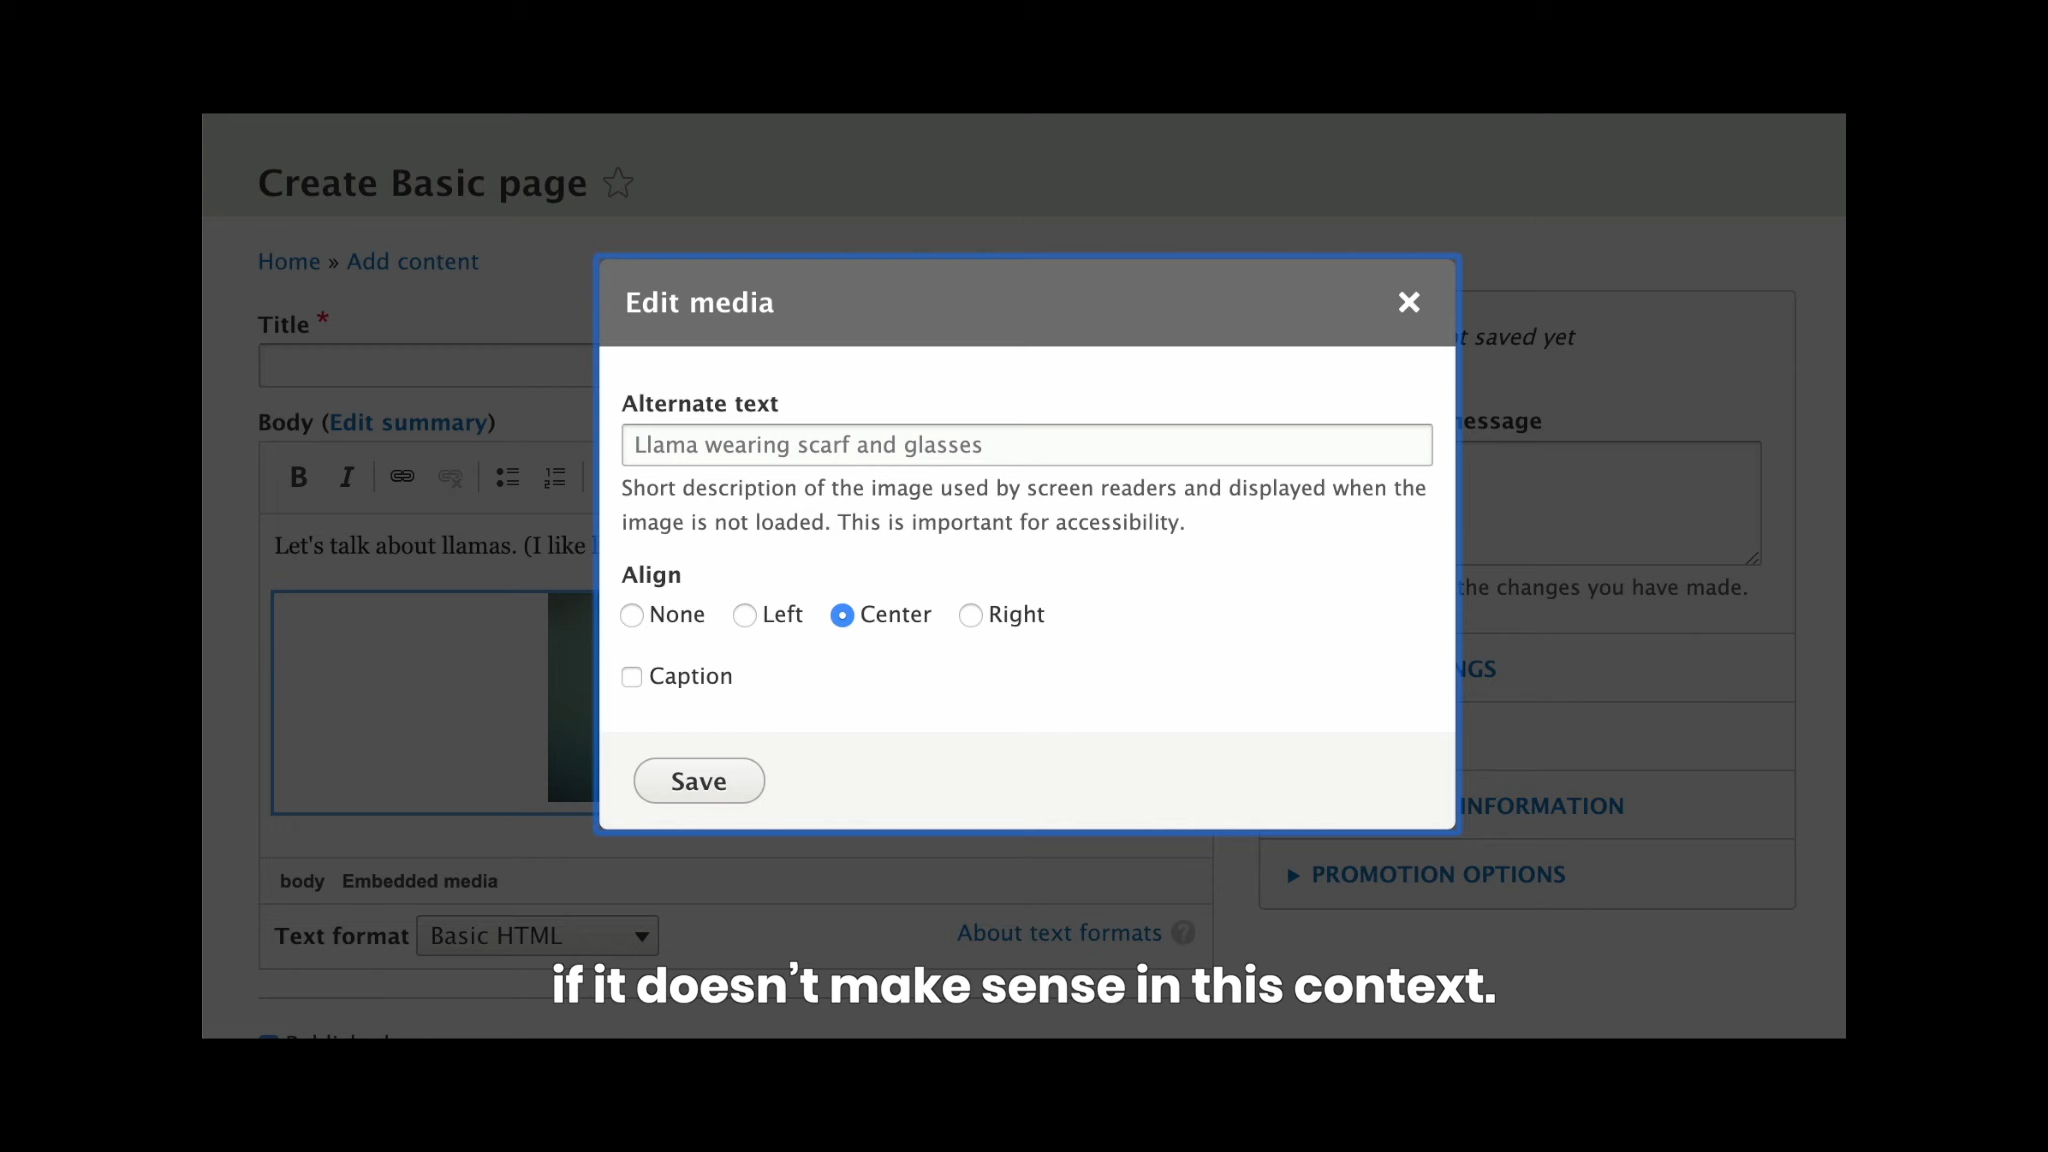 Create Basic page
Home » Add content
Title *
Body (Edit summary)
B I
Let's talk about llamas. (I like
body Embedded media
Text format Basic HTML
About text formats ?
Edit media
Alternate text
Llama wearing scarf and glasses
Short description of the image used by screen readers and displayed when the
image is not loaded. This is important for accessibility.
Align
None Left Center Right
Caption
Save
saved yet
the changes you have made.
INFORMATION
PROMOTION OPTIONS
if it doesn't make sense in this context.